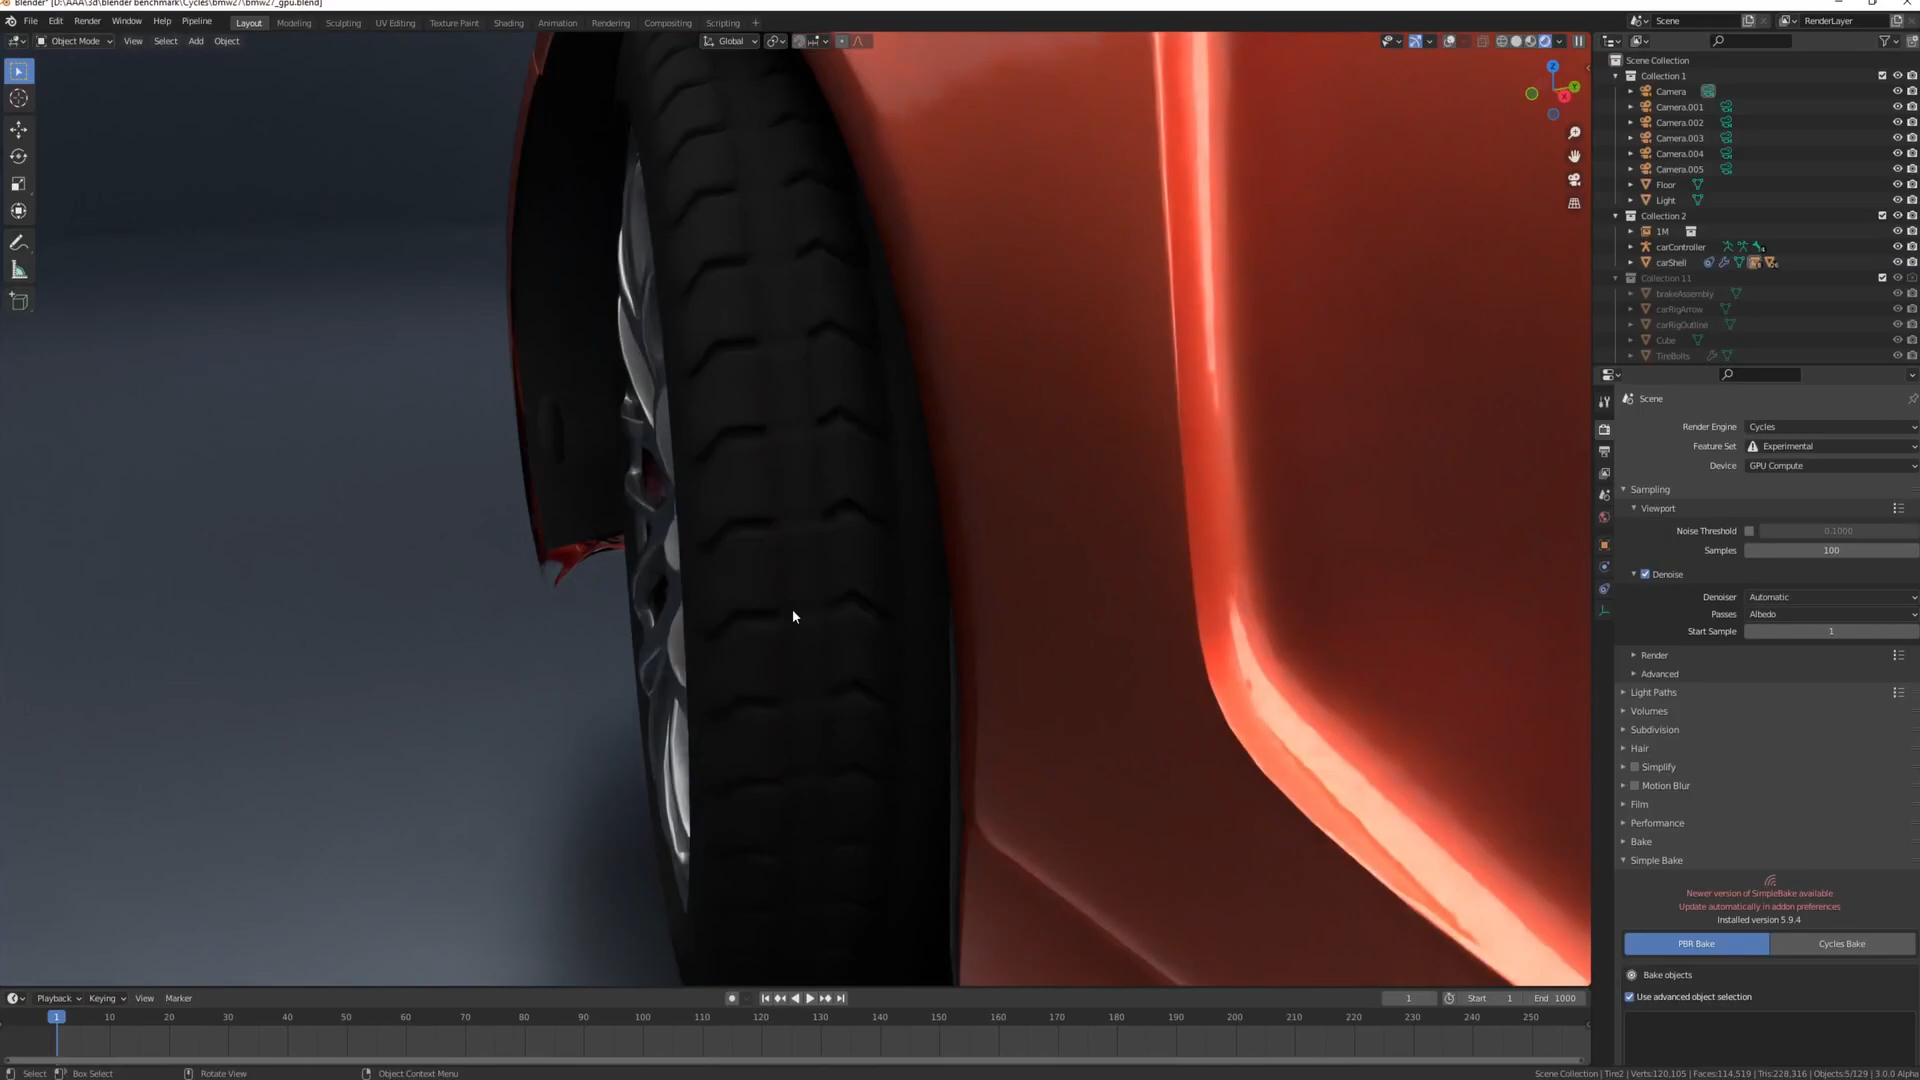 Blender* [D:\AAA\3d\blender benchmark\Cycles\bmw27\bmw27_gpu.blend]
File Edit Render Window Help Pipeline
Layout Modeling Sculpting UV Editing Texture Paint Shading Animation Rendering Compositing Scripting +
Scene RenderLayer
Object Mode View Select Add Object
Global
Z
Y
X
Scene Collection
Collection 1
Camera
Camera.001
Camera.002
Camera.003
Camera.004
Camera.005
Floor
Light
Collection 2
1M
carController
carShell
Collection 11
brakeAssembly
carRigArrow
carRigOutline
Cube
TireBolts
Scene
Render Engine Cycles
Feature Set Experimental
Device GPU Compute
Sampling
Viewport
Noise Threshold 0.1000
Samples 100
Denoise
Denoiser Automatic
Passes Albedo
Start Sample 1
Render
Advanced
Light Paths
Volumes
Subdivision
Hair
Simplify
Motion Blur
Film
Performance
Bake
Simple Bake
Newer version of SimpleBake available
Update automatically in addon preferences
Installed version 5.9.4
PBR Bake Cycles Bake
Bake objects
Use advanced object selection
Playback Keying View Marker
1 Start 1 End 1000
1 10 20 30 40 50 60 70 80 90 100 110 120 130 140 150 160 170 180 190 200 210 220 230 240 250
Select Box Select Rotate View Object Context Menu
Scene Collection | Tire2 | Verts:120,105 | Faces:114,519 | Tris:228,316 | Objects:5/129 | 3.0.0 Alpha